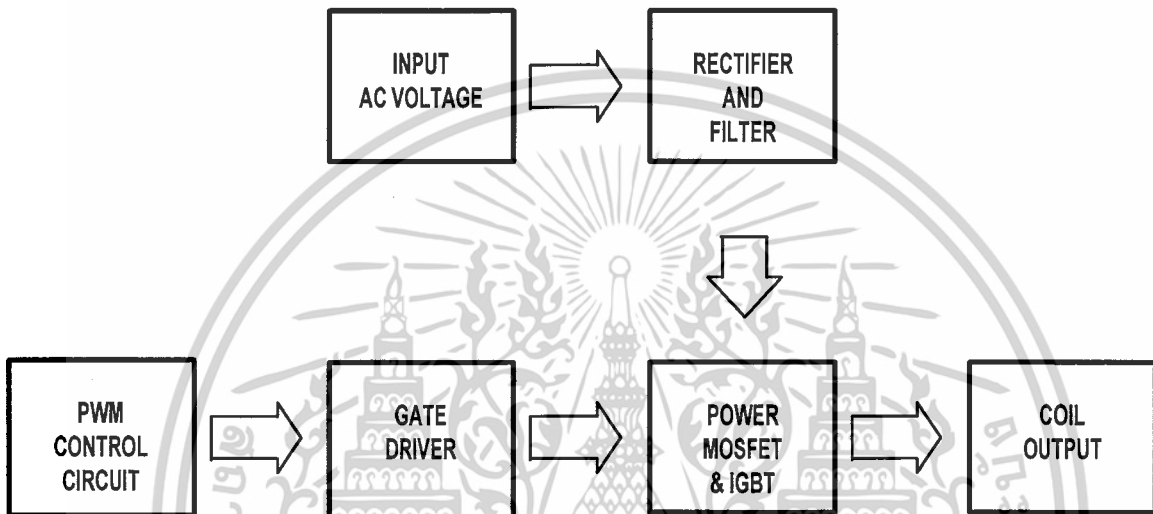 INPUT
AC VOLTAGE
RECTIFIER
AND
FILTER
PWM
CONTROL
CIRCUIT
GATE
DRIVER
POWER
MOSFET
& IGBT
COIL
OUTPUT